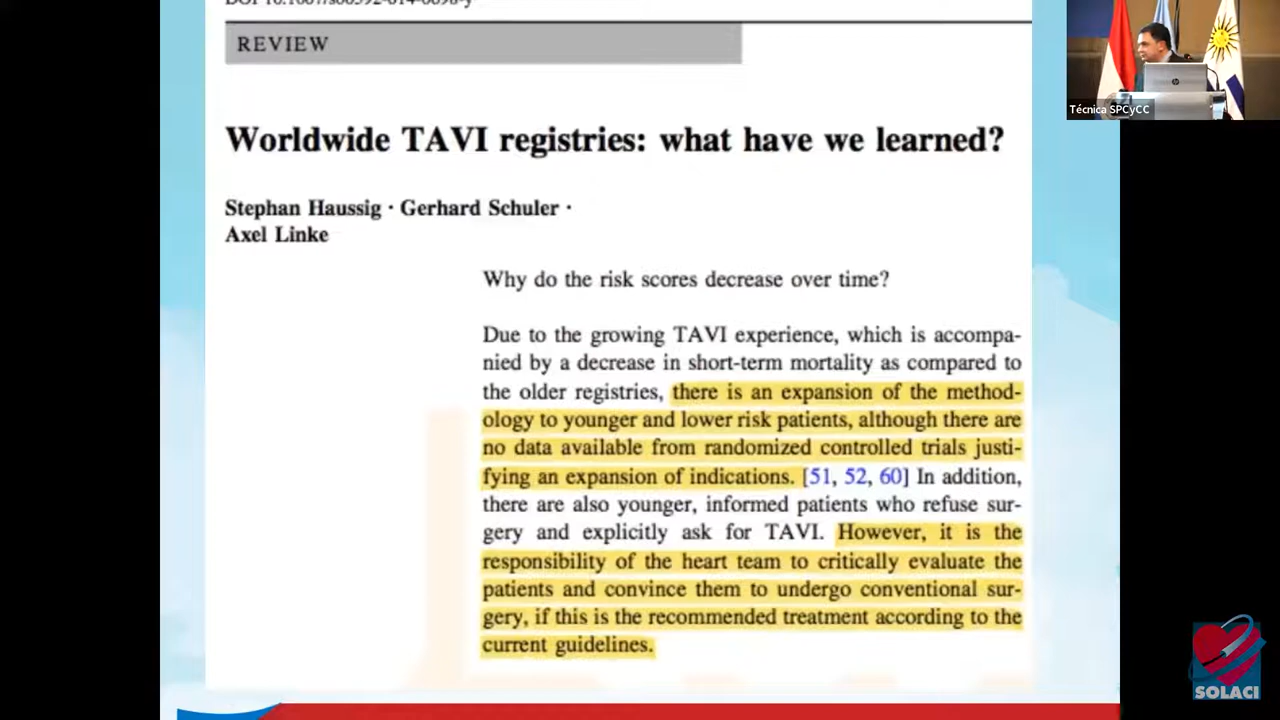 REVIEW
Worldwide TAVI registries: what have we learned?
Stephan Haussig · Gerhard Schuler ·
Axel Linke
Why do the risk scores decrease over time?
Due to the growing TAVI experience, which is accompa-
nied by a decrease in short-term mortality as compared to
the older registries, there is an expansion of the method-
ology to younger and lower risk patients, although there are
no data available from randomized controlled trials justi-
fying an expansion of indications. [51, 52, 60] In addition,
there are also younger, informed patients who refuse sur-
gery and explicitly ask for TAVI. However, it is the
responsibility of the heart team to critically evaluate the
patients and convince them to undergo conventional sur-
gery, if this is the recommended treatment according to the
current guidelines.
Técnica SPCyCC
SOLACI